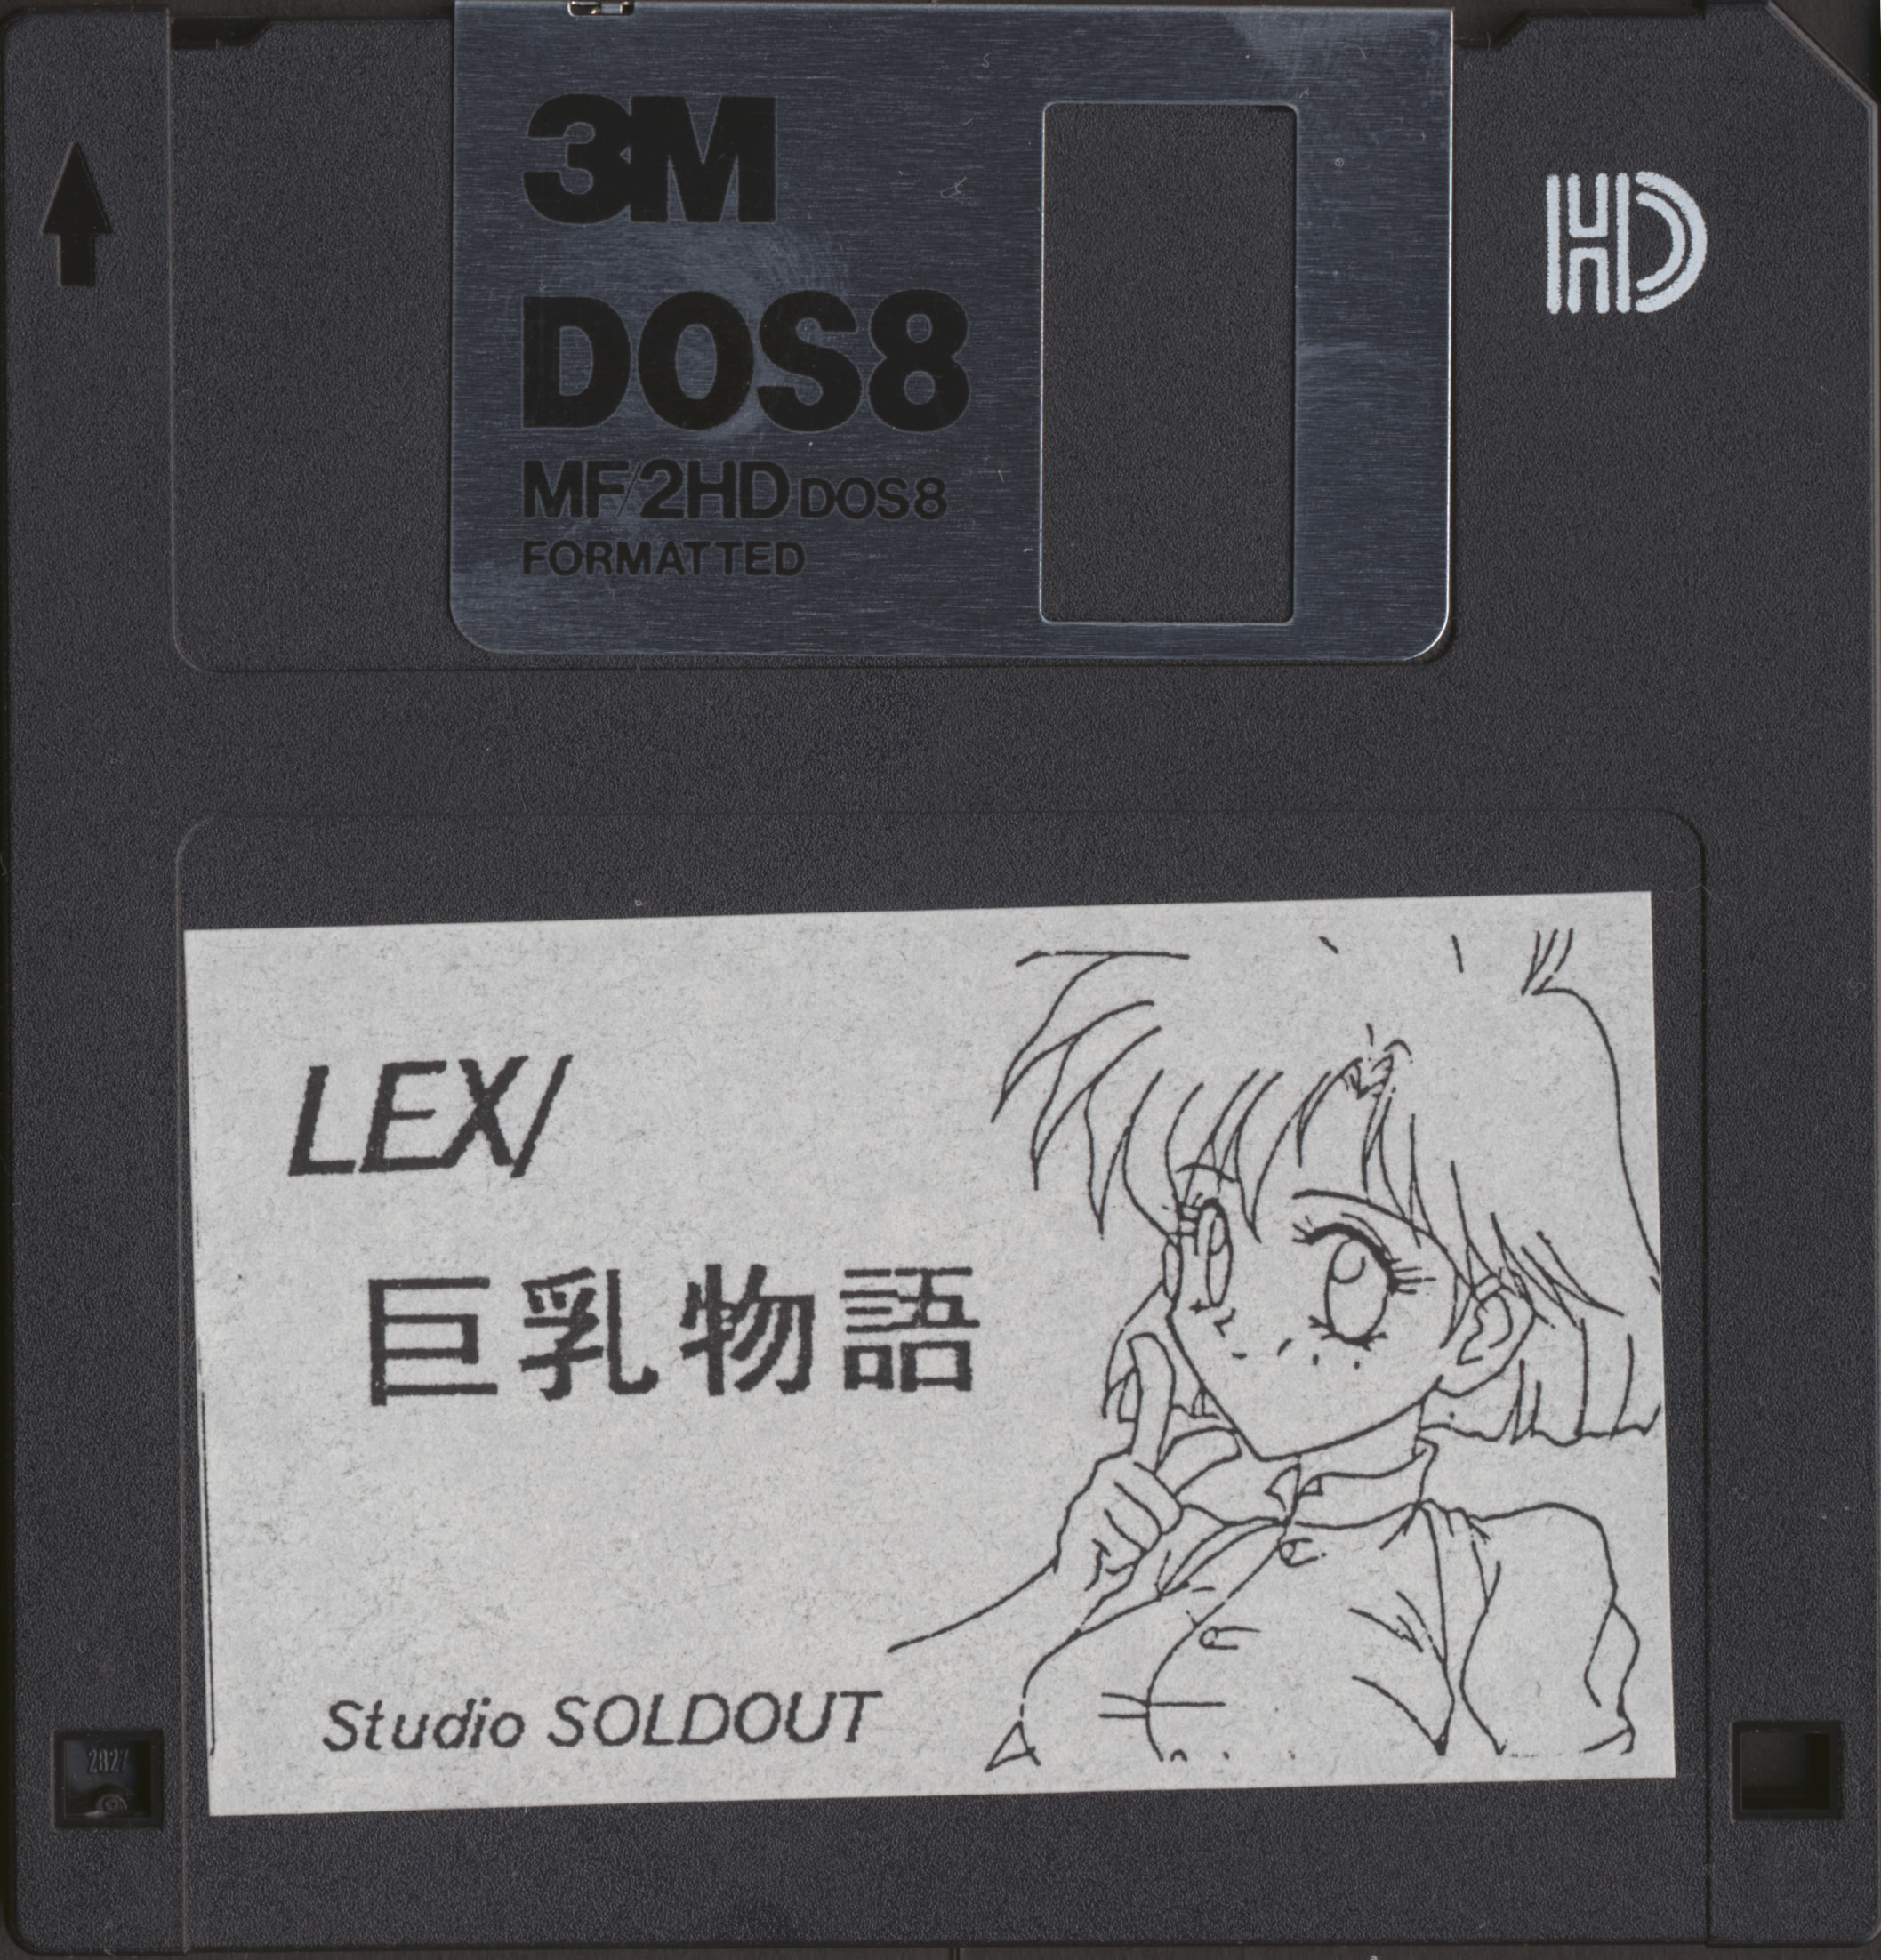 3M
DOS8
MF/2HD DOS8
FORMATTED
HD
LEX/
巨乳物語
Studio SOLDOUT